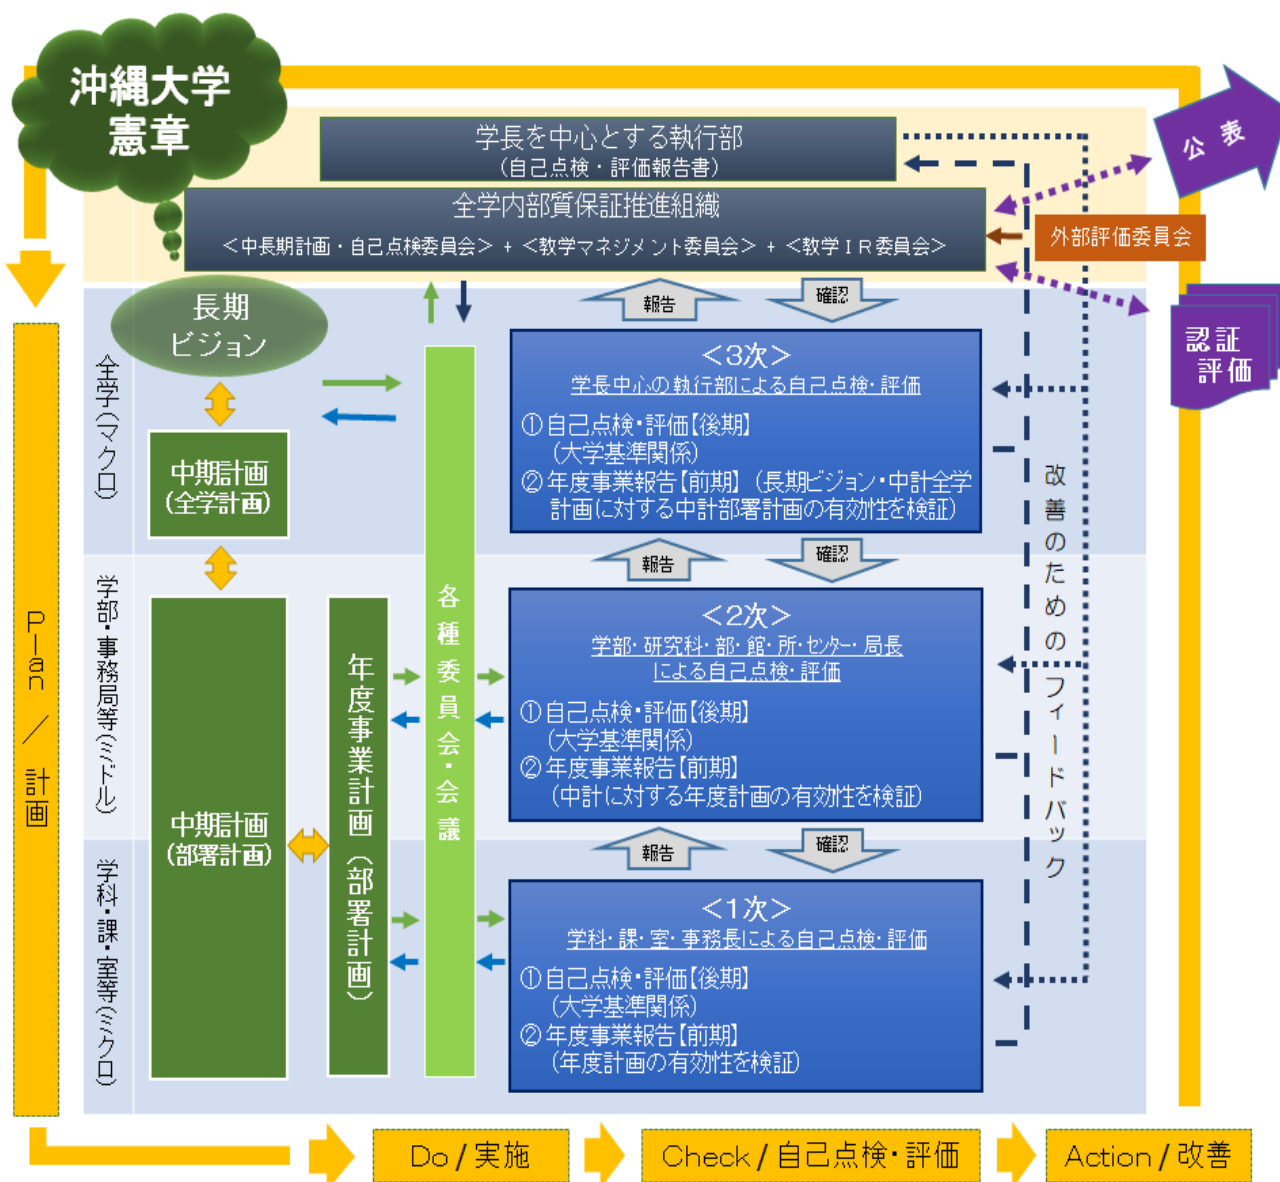 沖縄大学
憲章
学長を中心とする執行部
(自己点検・評価報告書)
全学内部質保証推進組織
<中長期計画・自己点検委員会> + <教学マネジメント委員会> + <教学IR委員会>
公表
外部評価委員会
認証
評価
長期
ビジョン
全学(マクロ)
中期計画
(全学計画)
報告
確認
<3次>
学長中心の執行部による自己点検・評価
①自己点検・評価【後期】
(大学基準関係)
②年度事業報告【前期】(長期ビジョン・中計全学
計画に対する中計部署計画の有効性を検証)
改善のためのフィードバック
報告
確認
学部・事務局等(ミドル)
Plan / 計画
中期計画
(部署計画)
年度事業計画(部署計画)
各種委員会・会議
<2次>
学部・研究科・部・館・所・センター・局長
による自己点検・評価
①自己点検・評価【後期】
(大学基準関係)
②年度事業報告【前期】
(中計に対する年度計画の有効性を検証)
報告
確認
学科・課・室等(ミクロ)
<1次>
学科・課・室・事務長による自己点検・評価
①自己点検・評価【後期】
(大学基準関係)
②年度事業報告【前期】
(年度計画の有効性を検証)
Do / 実施
Check / 自己点検・評価
Action / 改善